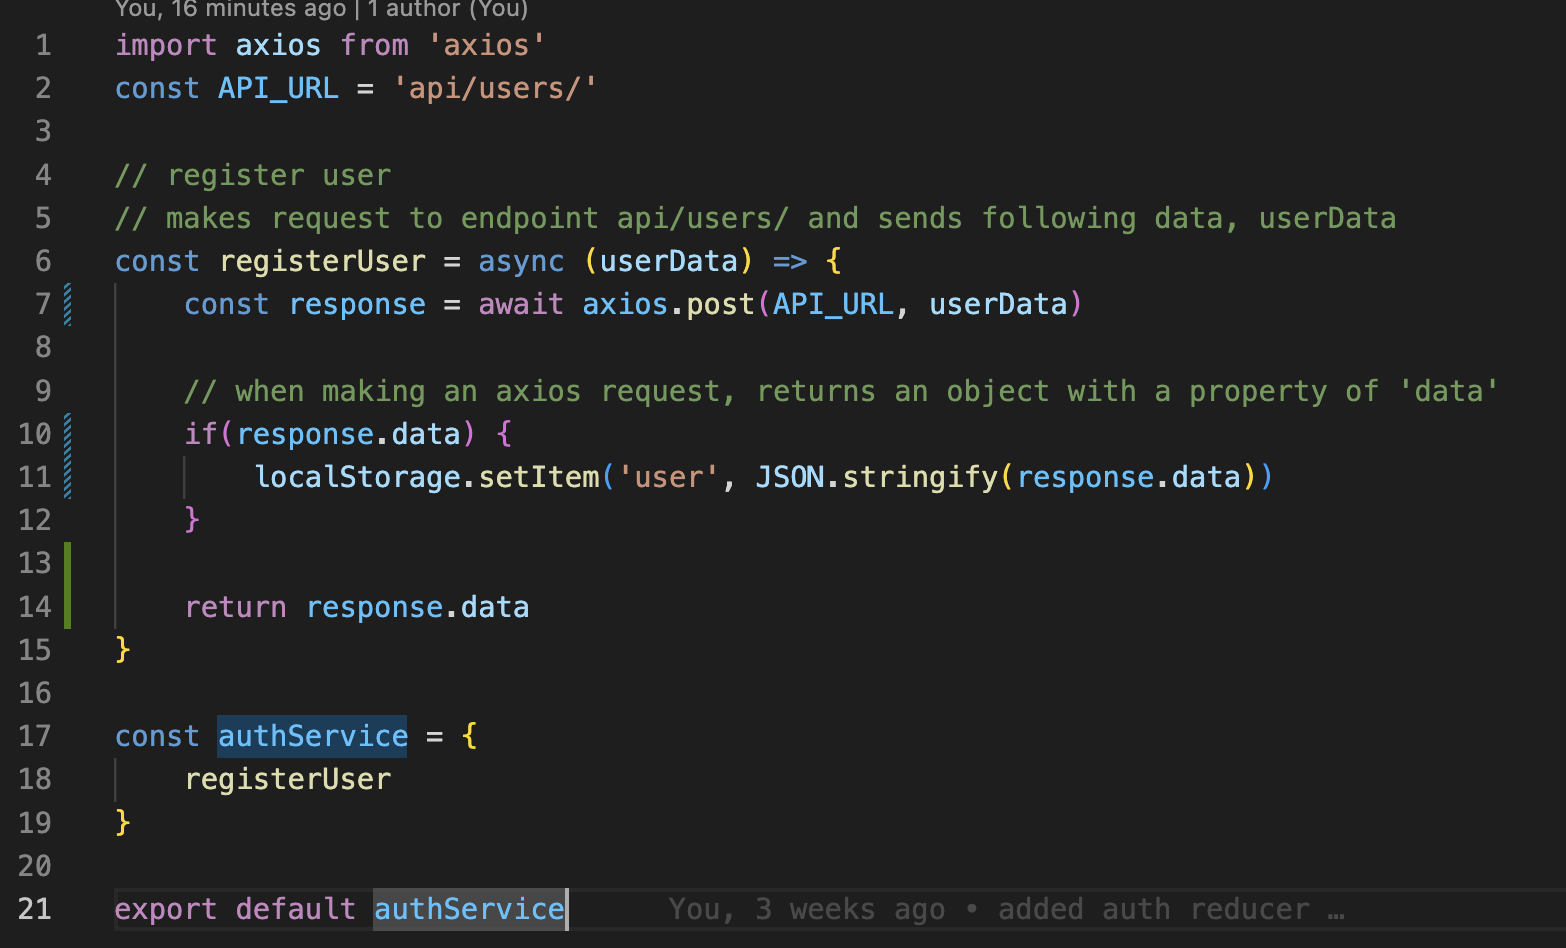 You, 16 minutes ago | 1 author (You)
1 import axios from 'axios'
2 const API_URL = 'api/users/'
3
4 // register user
5 // makes request to endpoint api/users/ and sends following data, userData
6 const registerUser = async (userData) => {
7     const response = await axios.post(API_URL, userData)
8
9     // when making an axios request, returns an object with a property of 'data'
10     if(response.data) {
11         localStorage.setItem('user', JSON.stringify(response.data))
12     }
13
14     return response.data
15 }
16
17 const authService = {
18     registerUser
19 }
20
21 export default authService You, 3 weeks ago • added auth reducer …